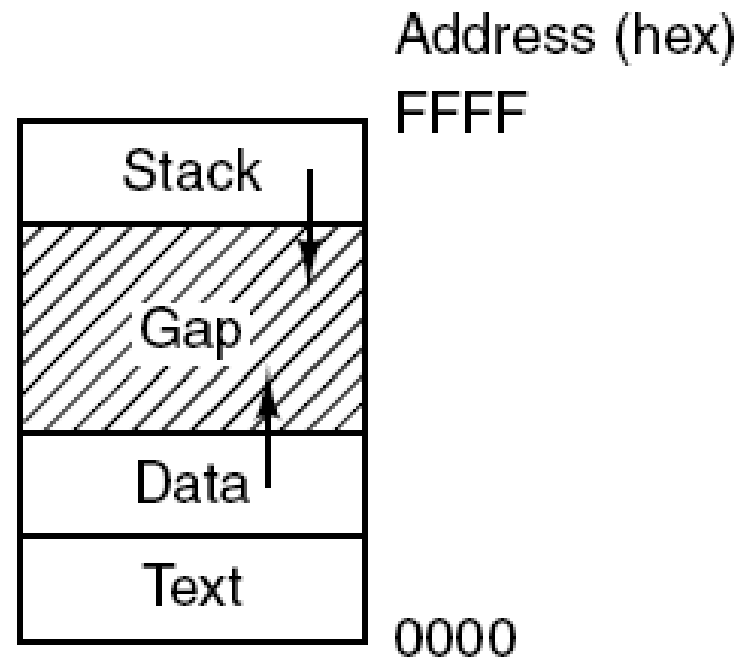 Address (hex)
FFFF
Stack
Gap
Data
Text
0000